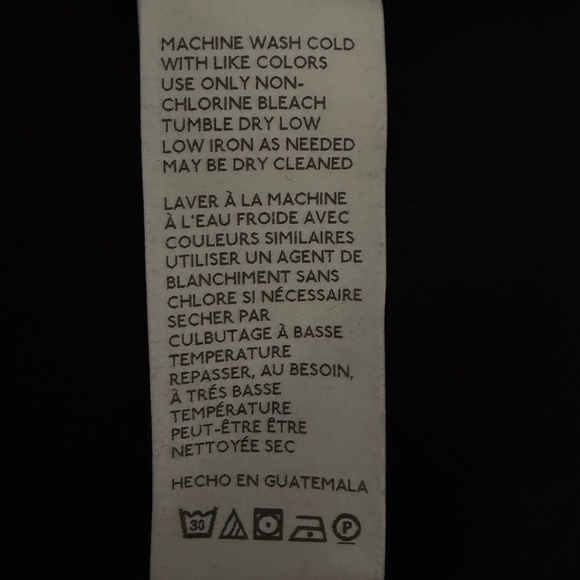 MACHINE WASH COLD
WITH LIKE COLORS
USE ONLY NON-
CHLORINE BLEACH
TUMBLE DRY LOW
LOW IRON AS NEEDED
MAY BE DRY CLEANED
LAVER À LA MACHINE
À L'EAU FROIDE AVEC
COULEURS SIMILAIRES
UTILISER UN AGENT DE
BLANCHIMENT SANS
CHLORE SI NÉCESSAIRE
SECHER PAR
CULBUTAGE À BASSE
TEMPERATURE
REPASSER, AU BESOIN,
À TRÉS BASSE
TEMPÉRATURE
PEUT-ÊTRE ÊTRE
NETTOYÉE SEC
HECHO EN GUATEMALA
30 P